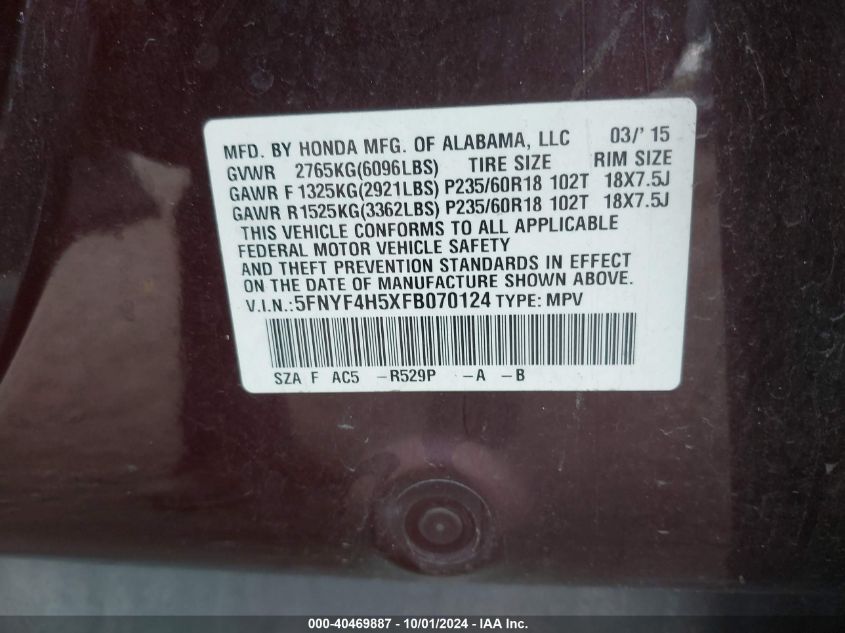 MFD. BY HONDA MFG. OF ALABAMA, LLC 03/' 15
GVWR 2765KG(6096LBS) TIRE SIZE RIM SIZE
GAWR F 1325KG(2921LBS) P235/60R18 102T 18X7.5J
GAWR R1525KG(3362LBS) P235/60R18 102T 18X7.5J
THIS VEHICLE CONFORMS TO ALL APPLICABLE
FEDERAL MOTOR VEHICLE SAFETY
AND THEFT PREVENTION STANDARDS IN EFFECT
ON THE DATE OF MANUFACTURE SHOWN ABOVE.
V.I.N.:5FNYF4H5XFB070124 TYPE: MPV
SZA F AC5 -R529P -A -B
000-40469887 - 10/01/2024 - IAA Inc.